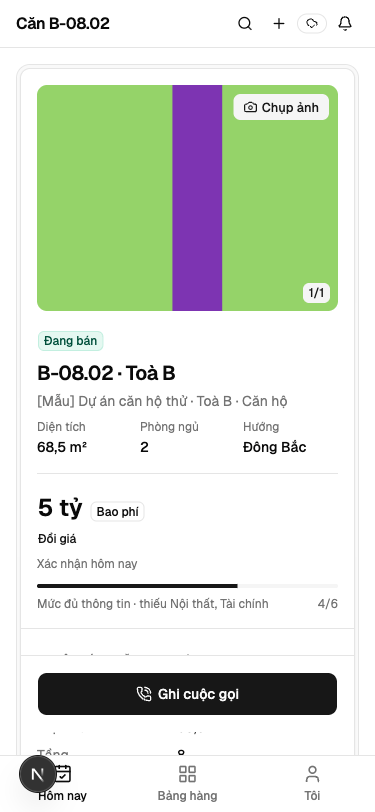 Căn B-08.02
Chụp ảnh
1/1
Đang bán
B-08.02 · Toà B
[Mẫu] Dự án căn hộ thử · Toà B · Căn hộ
Diện tích Phòng ngủ Hướng
68,5 m² 2 Đông Bắc
5 tỷ Bao phí
Đổi giá
Xác nhận hôm nay
Mức đủ thông tin · thiếu Nội thất, Tài chính 4/6
Ghi cuộc gọi
Tầng 8
N
Hôm nay Bảng hàng Tôi